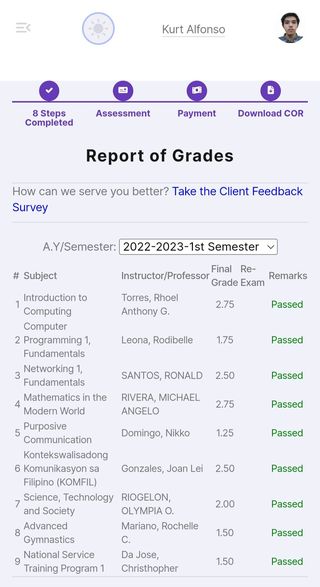 Kurt Alfonso
8 Steps
Completed
Assessment
Payment
Download COR
Report of Grades
How can we serve you better? Take the Client Feedback
Survey
A.Y/Semester: 2022-2023-1st Semester
# Subject Instructor/Professor Final Grade Re-Exam Remarks
1 Introduction to Computing Torres, Rhoel Anthony G. 2.75 Passed
2 Computer Programming 1, Fundamentals Leona, Rodibelle 1.75 Passed
3 Networking 1, Fundamentals SANTOS, RONALD 2.50 Passed
4 Mathematics in the Modern World RIVERA, MICHAEL ANGELO 2.75 Passed
5 Purposive Communication Domingo, Nikko 1.25 Passed
6 Kontekswalisadong Komunikasyon sa Filipino (KOMFIL) Gonzales, Joan Lei 2.50 Passed
7 Science, Technology and Society RIOGELON, OLYMPIA O. 2.00 Passed
8 Advanced Gymnastics Mariano, Rochelle C. 1.50 Passed
9 National Service Training Program 1 Da Jose, Christhopher 1.50 Passed